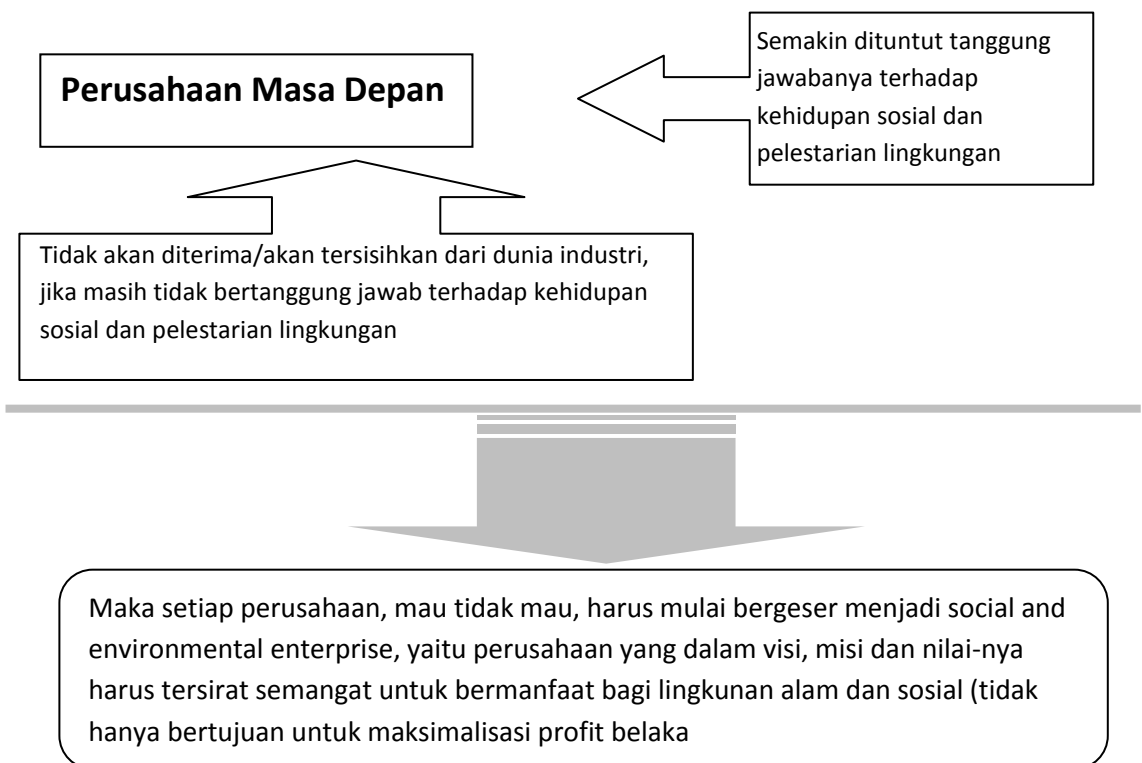 Perusahaan Masa Depan
Semakin dituntut tanggung
jawabanya terhadap
kehidupan sosial dan
pelestarian lingkungan
Tidak akan diterima/akan tersisihkan dari dunia industri,
jika masih tidak bertanggung jawab terhadap kehidupan
sosial dan pelestarian lingkungan
Maka setiap perusahaan, mau tidak mau, harus mulai bergeser menjadi social and
environmental enterprise, yaitu perusahaan yang dalam visi, misi dan nilai-nya
harus tersirat semangat untuk bermanfaat bagi lingkunan alam dan sosial (tidak
hanya bertujuan untuk maksimalisasi profit belaka